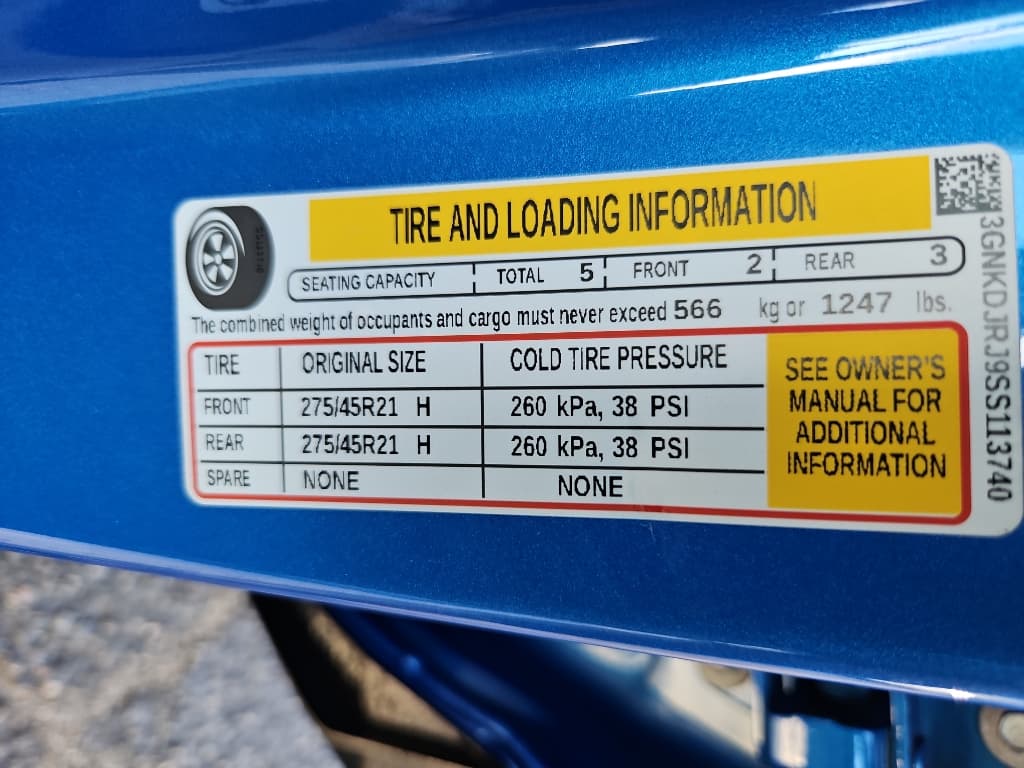 TIRE AND LOADING INFORMATION
SEATING CAPACITY TOTAL 5 FRONT 2 REAR 3
The combined weight of occupants and cargo must never exceed 566 kg or 1247 lbs.
TIRE ORIGINAL SIZE COLD TIRE PRESSURE
FRONT 275/45R21 H 260 kPa, 38 PSI
REAR 275/45R21 H 260 kPa, 38 PSI
SPARE NONE NONE
SEE OWNER'S
MANUAL FOR
ADDITIONAL
INFORMATION
3GNKDJRJ9SS113740